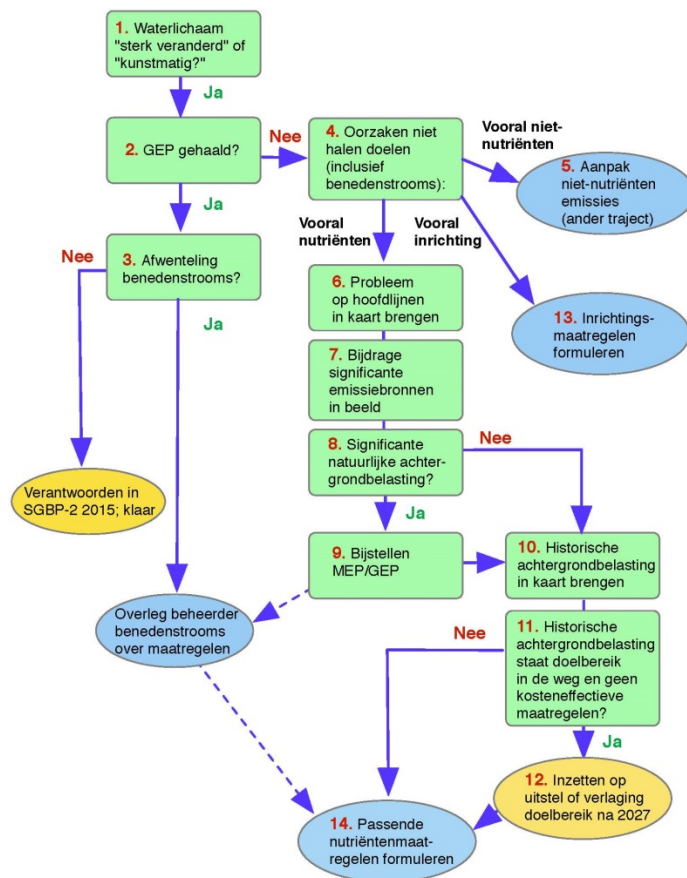 1. Waterlichaam
"sterk veranderd" of
"kunstmatig?"
Ja
2. GEP gehaald?
Nee
4. Oorzaken niet
halen doelen
(inclusief
benedenstrooms):
Vooral niet-
nutriënten
5. Aanpak
niet-nutriënten
emissies
(ander traject)
Ja
Vooral
nutriënten
Vooral
inrichting
Nee
3. Afwenteling
benedenstrooms?
Ja
6. Probleem
op hoofdlijnen
in kaart brengen
13. Inrichtings-
maatregelen
formuleren
7. Bijdrage
significante
emissiebronnen
in beeld
8. Significante
natuurlijke achter-
grondbelasting?
Nee
Ja
Verantwoorden in
SGBP-2 2015; klaar
9. Bijstellen
MEP/GEP
10. Historische
achtergrondbelasting
in kaart brengen
Overleg beheerder
benedenstrooms
over maatregelen
Nee
11. Historische
achtergrondbelasting
staat doelbereik
in de weg en geen
kosteneffectieve
maatregelen?
Ja
12. Inzetten op
uitstel of verlaging
doelbereik na 2027
14. Passende
nutriëntenmaat-
regelen formuleren